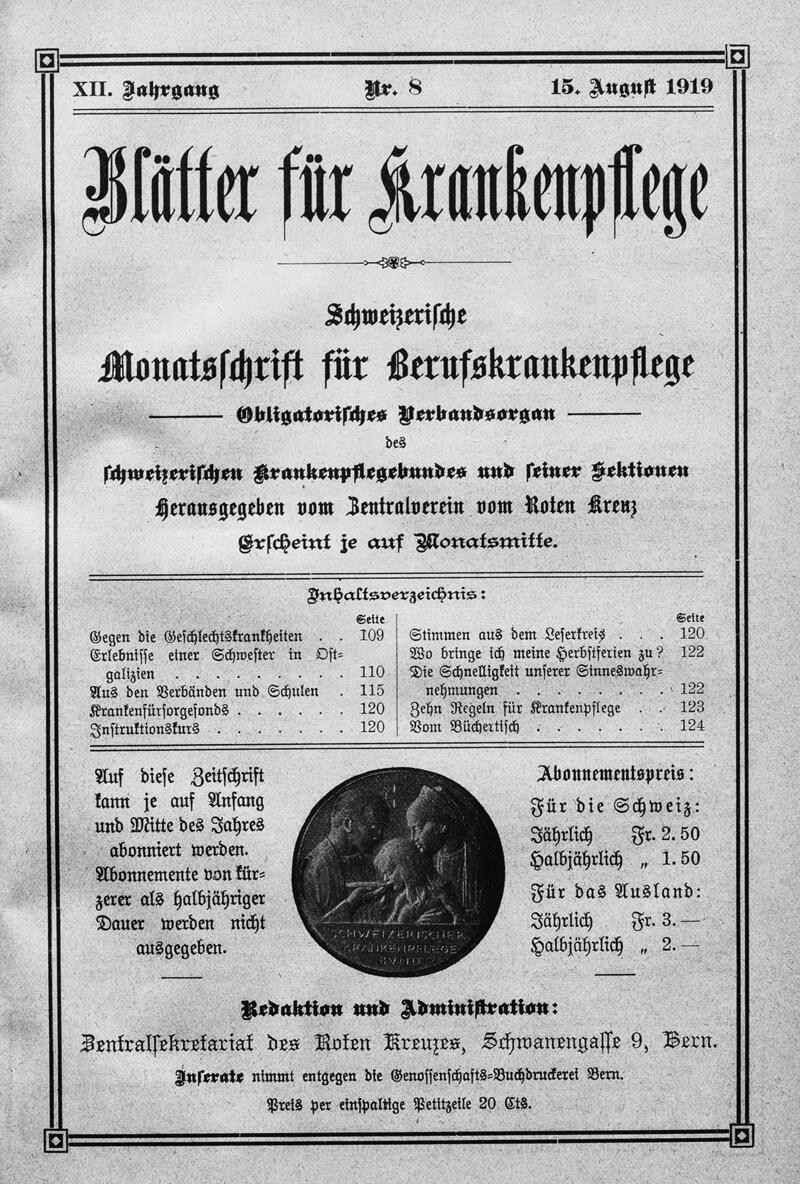 XII. Jahrgang Nr. 8 15. August 1919
Blätter für Krankenpflege
Schweizerische
Monatsschrift für Berufskrankenpflege
Obligatorisches Verbandsorgan
des
schweizerischen Krankenpflegebundes und seiner Sektionen
Herausgegeben vom Zentralverein vom Roten Kreuz
Erscheint je auf Monatsmitte.
Inhaltsverzeichnis:
Seite
Gegen die Geschlechtskrankheiten . . 109
Erlebnisse einer Schwester in Ost-
galizien . . . . . . . . 110
Aus den Verbänden und Schulen . 115
Krankenfürsorgefonds . . . . . . 120
Instruktionskurs . . . . . . . 120
Seite
Stimmen aus dem Leserkreis . . . 120
Wo bringe ich meine Herbstferien zu? 122
Die Schnelligkeit unserer Sinneswahr-
nehmungen . . . . . . . . 122
Zehn Regeln für Krankenpflege . . 123
Vom Büchertisch . . . . . . 124
Auf diese Zeitschrift
kann je auf Anfang
und Mitte des Jahres
abonniert werden.
Abonnemente von kür-
zerer als halbjähriger
Dauer werden nicht
ausgegeben.
SCHWEIZERISCHER
KRANKENPFLEGE
BUND
Abonnementspreis:
Für die Schweiz:
Jährlich Fr. 2. 50
Halbjährlich „ 1. 50
Für das Ausland:
Jährlich Fr. 3. —
Halbjährlich „ 2. —
Redaktion und Administration:
Zentralsekretariat des Roten Kreuzes, Schwanengasse 9, Bern.
Inserate nimmt entgegen die Genossenschafts-Buchdruckerei Bern.
Preis per einspaltige Petitzeile 20 Cts.